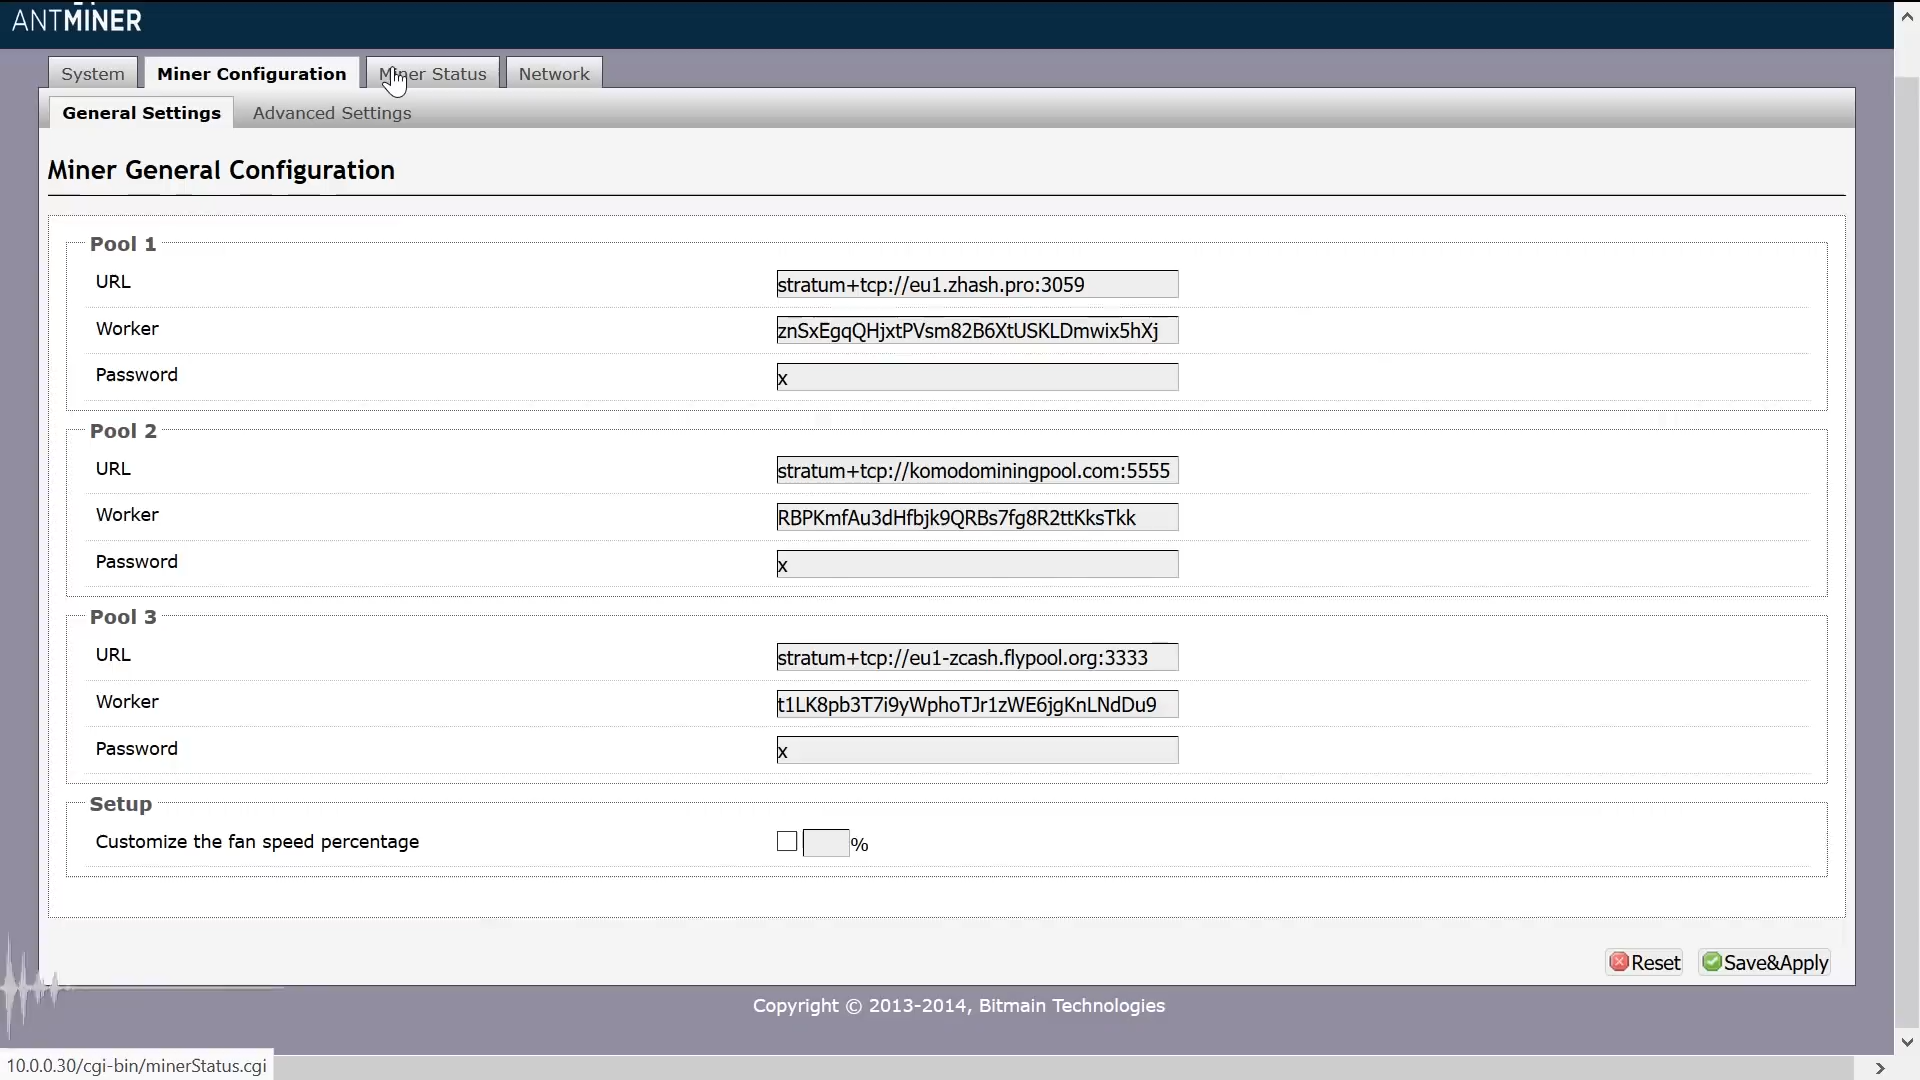 ANTMINER
System Miner Configuration Miner Status Network
General Settings Advanced Settings
Miner General Configuration
Pool 1
URL stratum+tcp://eu1.zhash.pro:3059
Worker znSxEgqQHjxtPVsm82B6XtUSKLDmwix5hXj
Password x
Pool 2
URL stratum+tcp://komodominingpool.com:5555
Worker RBPKmfAu3dHfbjk9QRBs7fg8R2ttKksTkk
Password x
Pool 3
URL stratum+tcp://eu1-zcash.flypool.org:3333
Worker t1LK8pb3T7i9yWphoTJr1zWE6jgKnLNdDu9
Password x
Setup
Customize the fan speed percentage %
Reset Save&Apply
Copyright © 2013-2014, Bitmain Technologies
10.0.0.30/cgi-bin/minerStatus.cgi